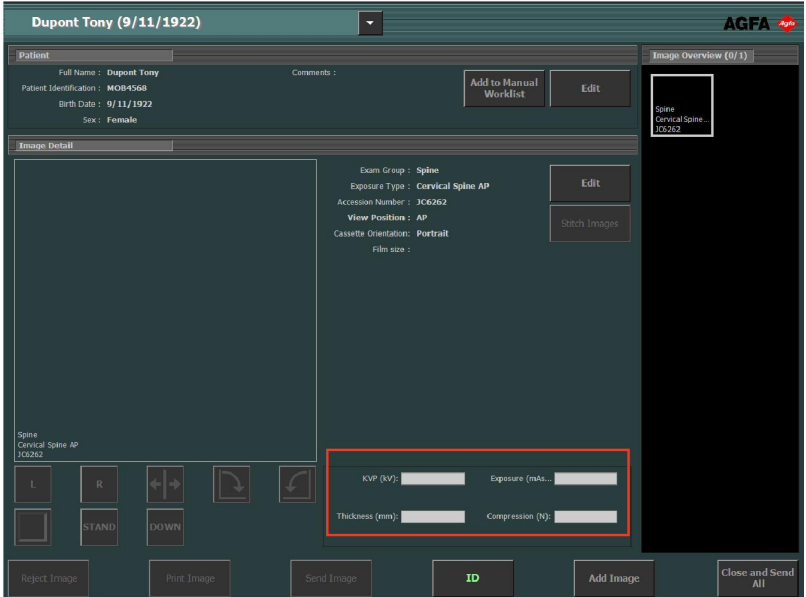 Dupont Tony (9/11/1922)
AGFA Agfa
Patient
Full Name : Dupont Tony
Patient Identification : MOB4568
Birth Date : 9/11/1922
Sex : Female
Comments :
Add to Manual
Worklist
Edit
Image Overview (0/1)
Spine
Cervical Spine...
JC6262
Image Detail
Exam Group : Spine
Exposure Type : Cervical Spine AP
Accession Number : JC6262
View Position : AP
Cassette Orientation: Portrait
Film size :
Edit
Stitch Images
Spine
Cervical Spine AP
JC6262
L
R
STAND
DOWN
KVP (kV):
Exposure (mAs...
Thickness (mm):
Compression (N):
Reject Image
Print Image
Send Image
ID
Add Image
Close and Send
All